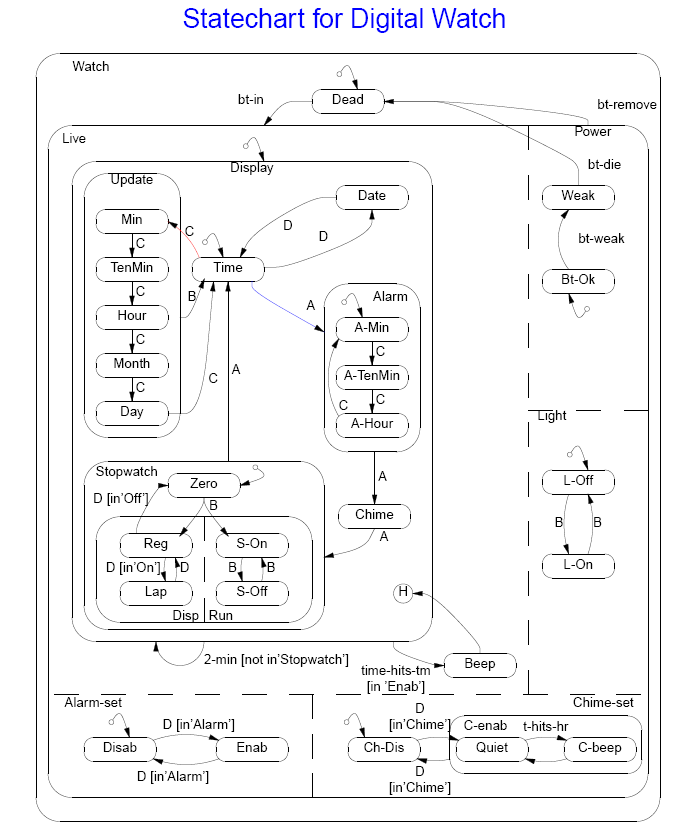 Statechart for Digital Watch
Watch
Dead
bt-in
bt-remove
Live
Power
Display
bt-die
Update
Date
Weak
Min
C
D
D
C
bt-weak
TenMin
Time
Bt-Ok
C
B
Alarm
A
Hour
A-Min
C
C
Month
A
A-TenMin
C
C
C
C
Day
A-Hour
Light
Stopwatch
A
Zero
L-Off
D [in'Off']
B
Chime
B
B
A
Reg
S-On
D [in'On']
D
B
B
L-On
Lap
S-Off
H
Disp
Run
2-min [not in'Stopwatch']
Beep
time-hits-tm
[in 'Enab']
Alarm-set
Chime-set
D
[in'Chime']
D [in'Alarm']
C-enab
t-hits-hr
Disab
Enab
Ch-Dis
Quiet
C-beep
D [in'Alarm']
D
[in'Chime']